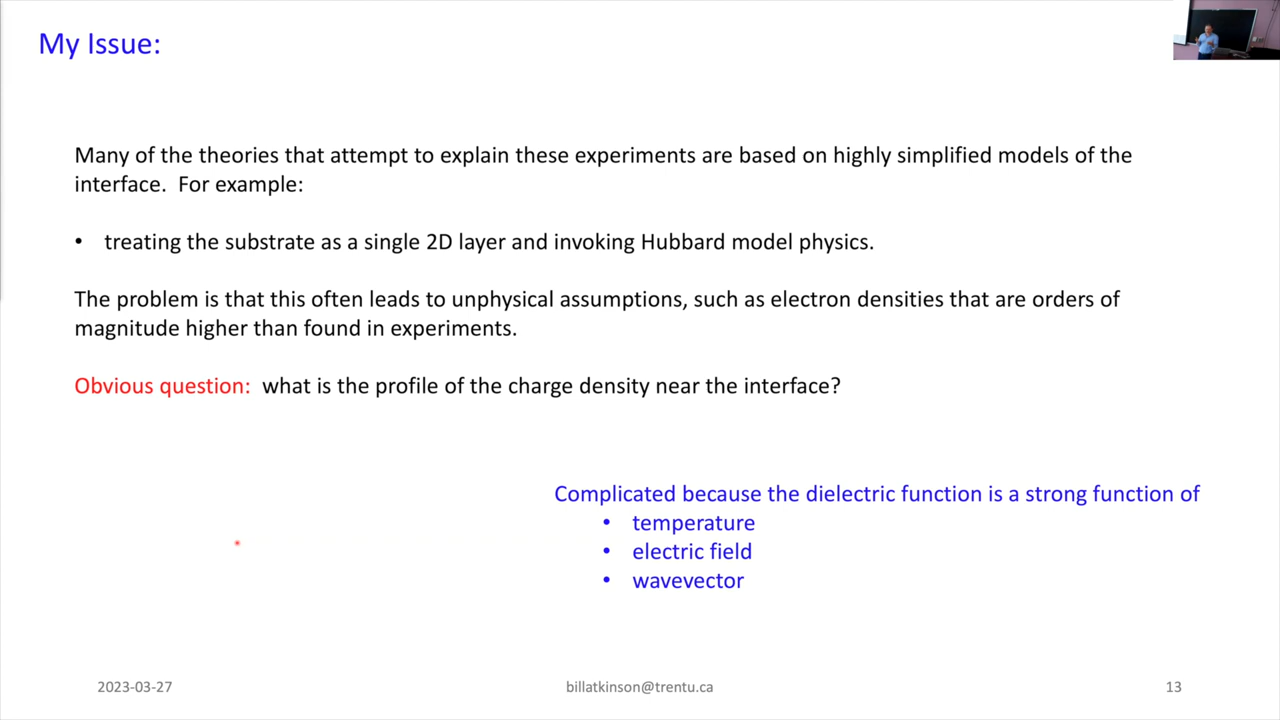 My Issue:
Many of the theories that attempt to explain these experiments are based on highly simplified models of the
interface. For example:
• treating the substrate as a single 2D layer and invoking Hubbard model physics.
The problem is that this often leads to unphysical assumptions, such as electron densities that are orders of
magnitude higher than found in experiments.
Obvious question: what is the profile of the charge density near the interface?
Complicated because the dielectric function is a strong function of
• temperature
• electric field
• wavevector
2023-03-27
billatkinson@trentu.ca
13